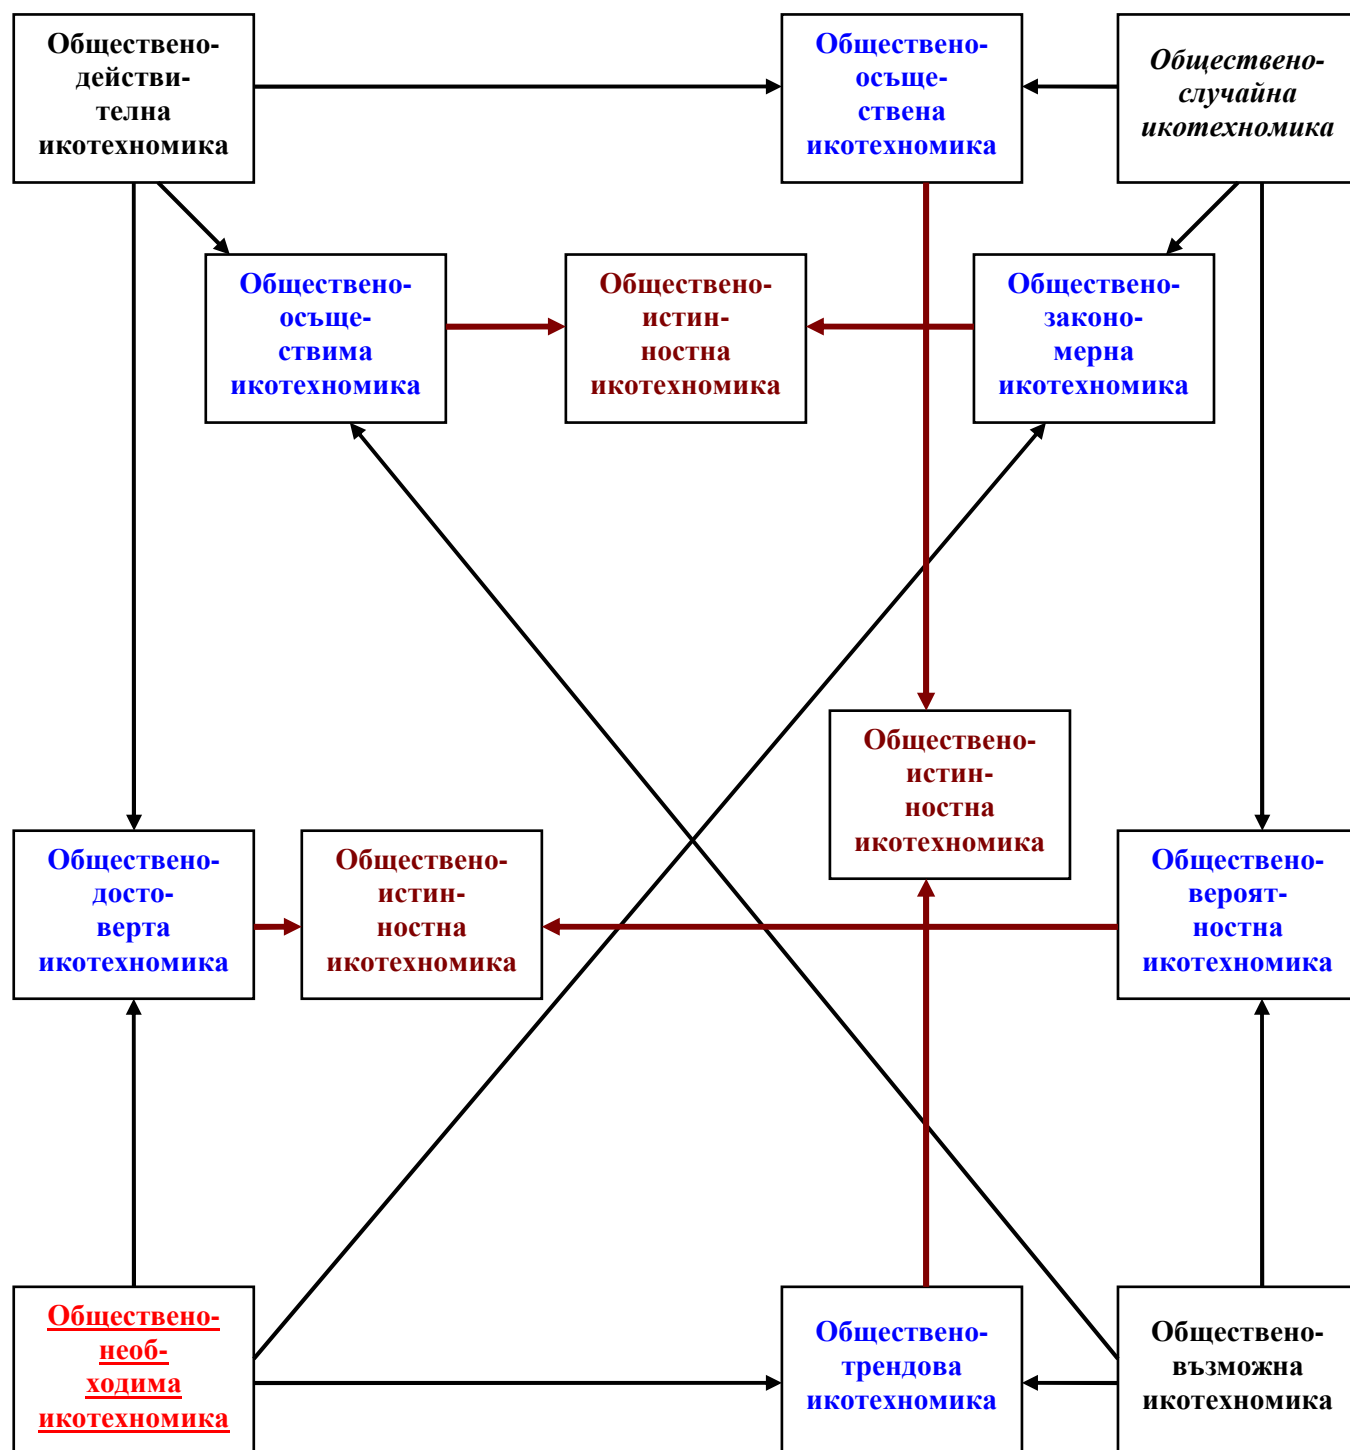 Обществено-
действи-
телна
икотехномика
Обществено-
осъще-
ствена
икотехномика
Обществено-
случайна
икотехномика
Обществено-
осъще-
ствима
икотехномика
Обществено-
истин-
ностна
икотехномика
Обществено-
законо-
мерна
икотехномика
Обществено-
истин-
ностна
икотехномика
Обществено-
досто-
верта
икотехномика
Обществено-
истин-
ностна
икотехномика
Обществено-
вероят-
ностна
икотехномика
Обществено-
необ-
ходима
икотехномика
Обществено-
трендова
икотехномика
Обществено-
възможна
икотехномика